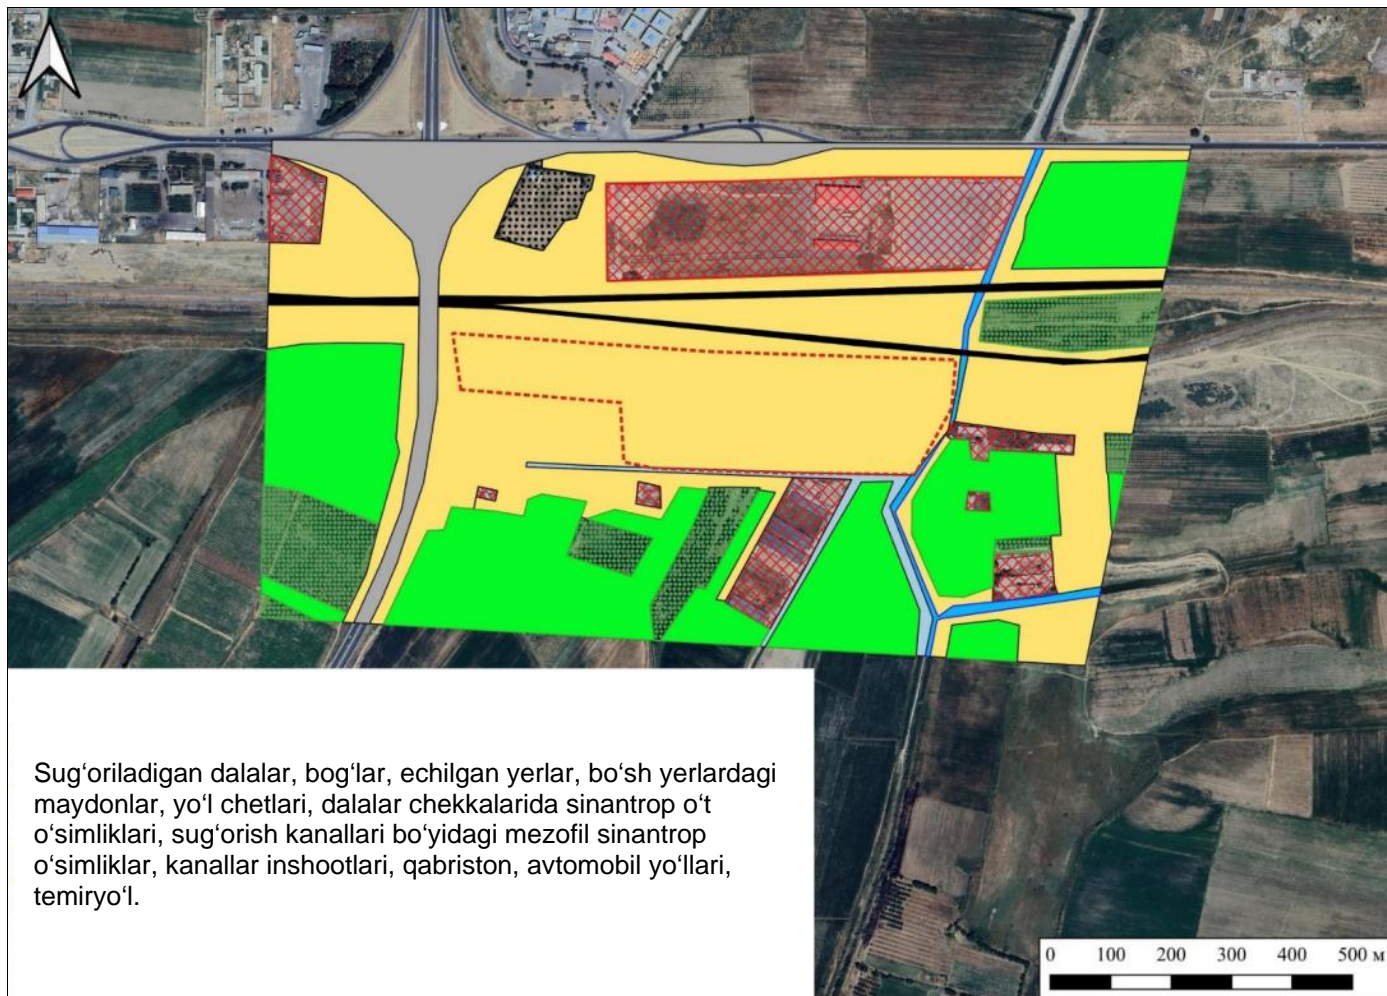 Sug‘oriladigan dalalar, bog‘lar, echilgan yerlar, bo‘sh yerlardagi
maydonlar, yo‘l chetlari, dalalar chekkalarida sinantrop o‘t
o‘simliklari, sug‘orish kanallari bo‘yidagi mezofil sinantrop
o‘simliklar, kanallar inshootlari, qabriston, avtomobil yo‘llari,
temiryo‘l.
0 100 200 300 400 500 м